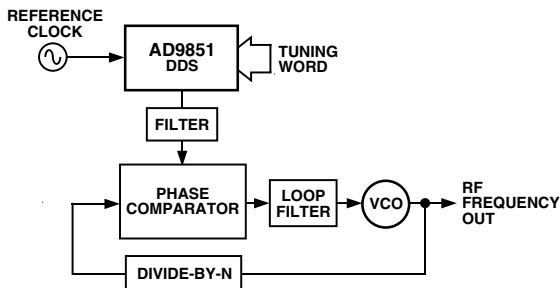 REFERENCE
CLOCK
AD9851
DDS
TUNING
WORD
FILTER
PHASE
COMPARATOR
LOOP
FILTER
VCO
RF
FREQUENCY
OUT
DIVIDE-BY-N